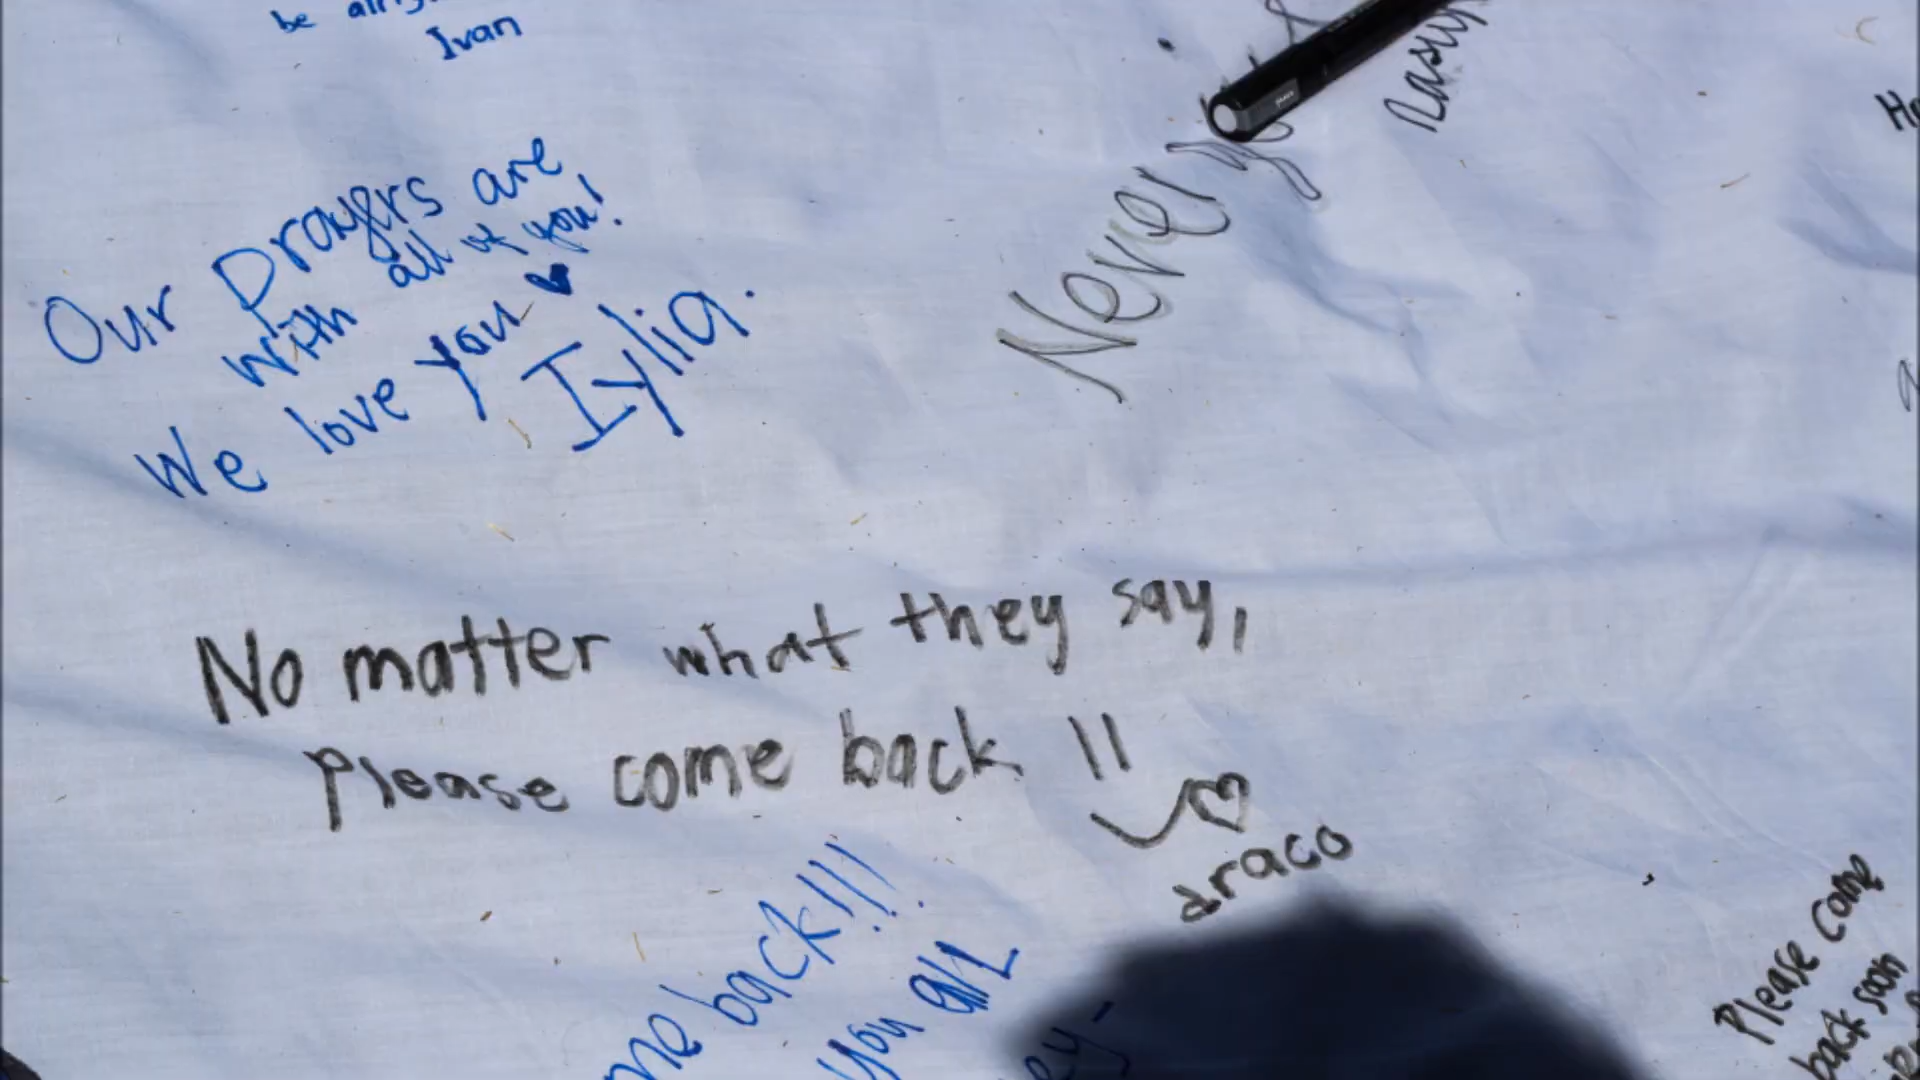 be
Ivan
Our prayers are
with all of you!
We love you
Iylia.
Never
No matter what they say,
Please come back !!
draco
back!!!
you all
Please come
back soon